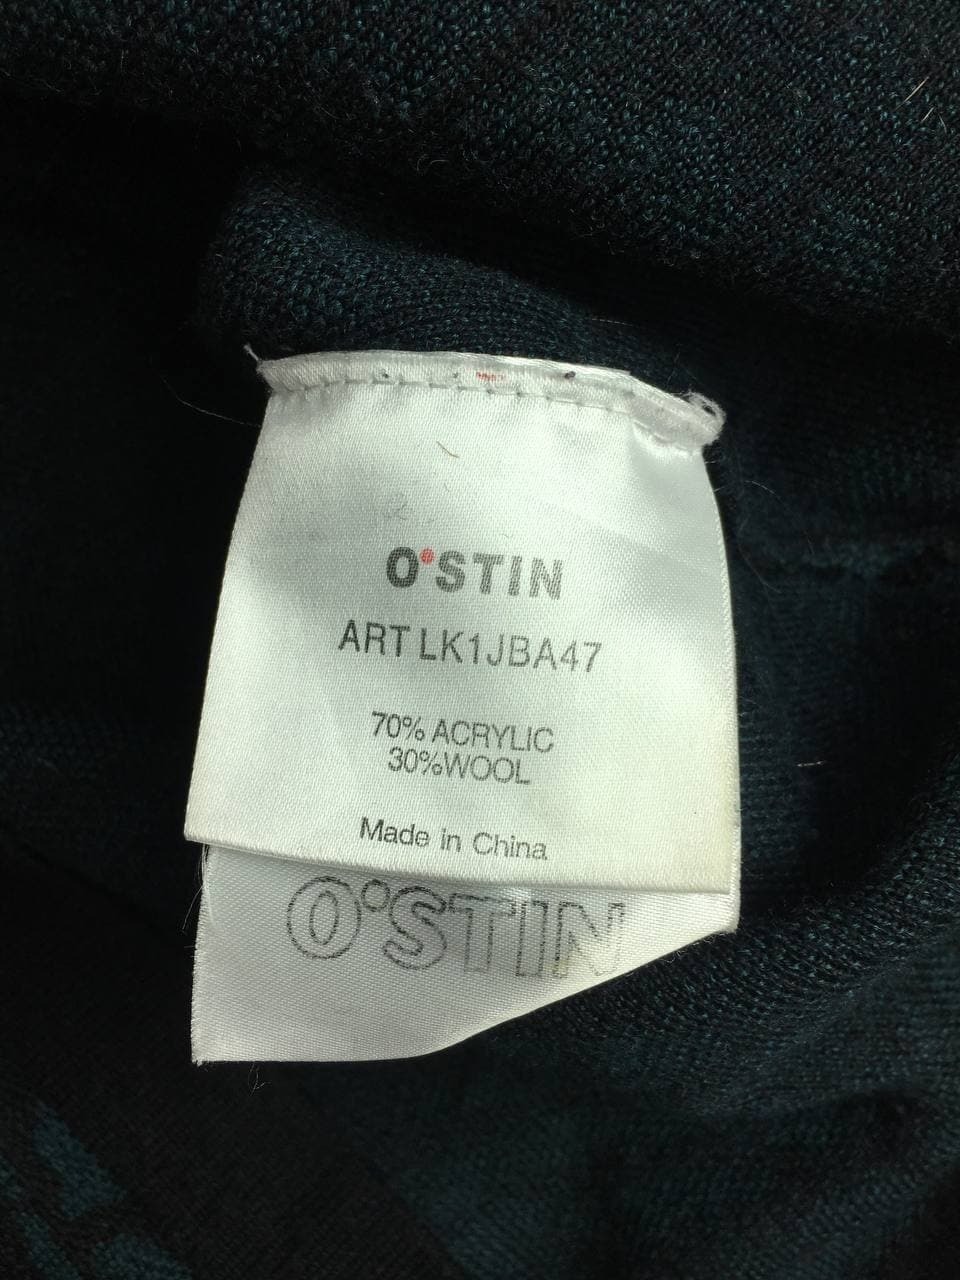 O'STIN
ART LK1JBA47
70% ACRYLIC
30%WOOL
Made in China
O'STIN